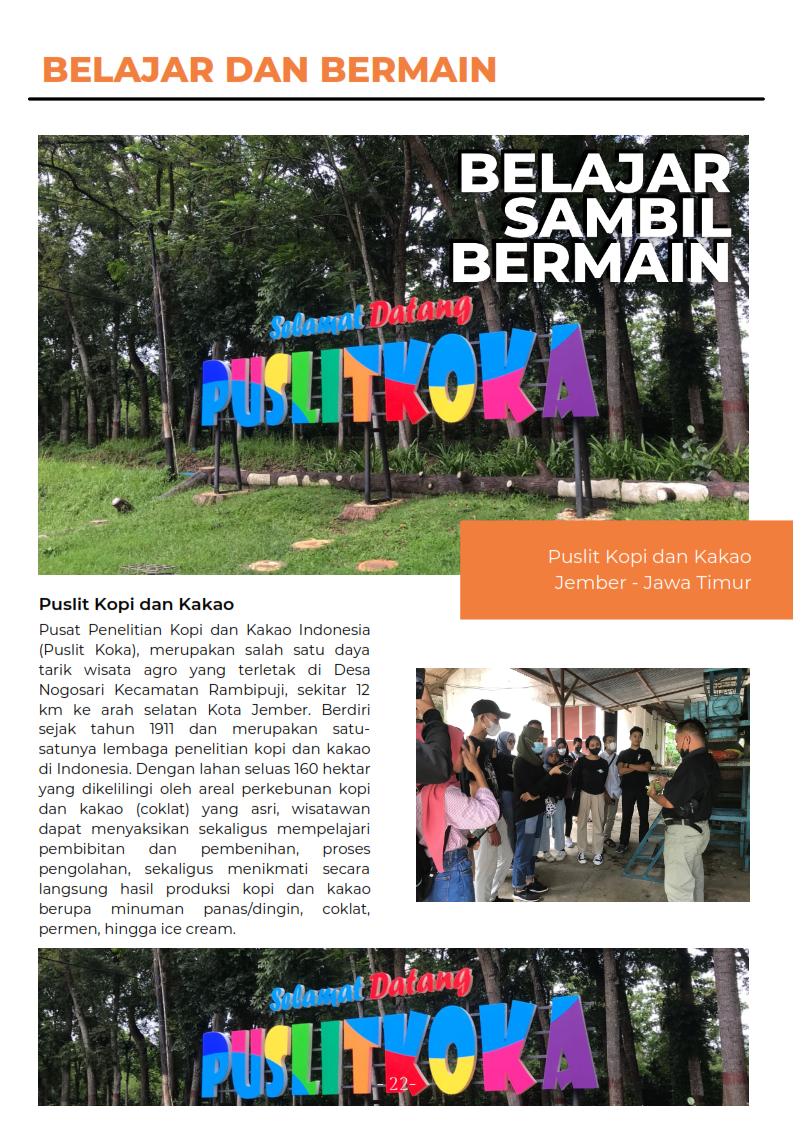 BELAJAR DAN BERMAIN
BELAJAR
SAMBIL
BERMAIN
Selamat Datang
PUSLITKOKA
Puslit Kopi dan Kakao
Jember - Jawa Timur
Puslit Kopi dan Kakao
Pusat Penelitian Kopi dan Kakao Indonesia
(Puslit Koka), merupakan salah satu daya
tarik wisata agro yang terletak di Desa
Nogosari Kecamatan Rambipuji, sekitar 12
km ke arah selatan Kota Jember. Berdiri
sejak tahun 1911 dan merupakan satu-
satunya lembaga penelitian kopi dan kakao
di Indonesia. Dengan lahan seluas 160 hektar
yang dikelilingi oleh areal perkebunan kopi
dan kakao (coklat) yang asri, wisatawan
dapat menyaksikan sekaligus mempelajari
pembibitan dan pembenihan, proses
pengolahan, sekaligus menikmati secara
langsung hasil produksi kopi dan kakao
berupa minuman panas/dingin, coklat,
permen, hingga ice cream.
Selamat Datang
PUSLITKOKA
-22-